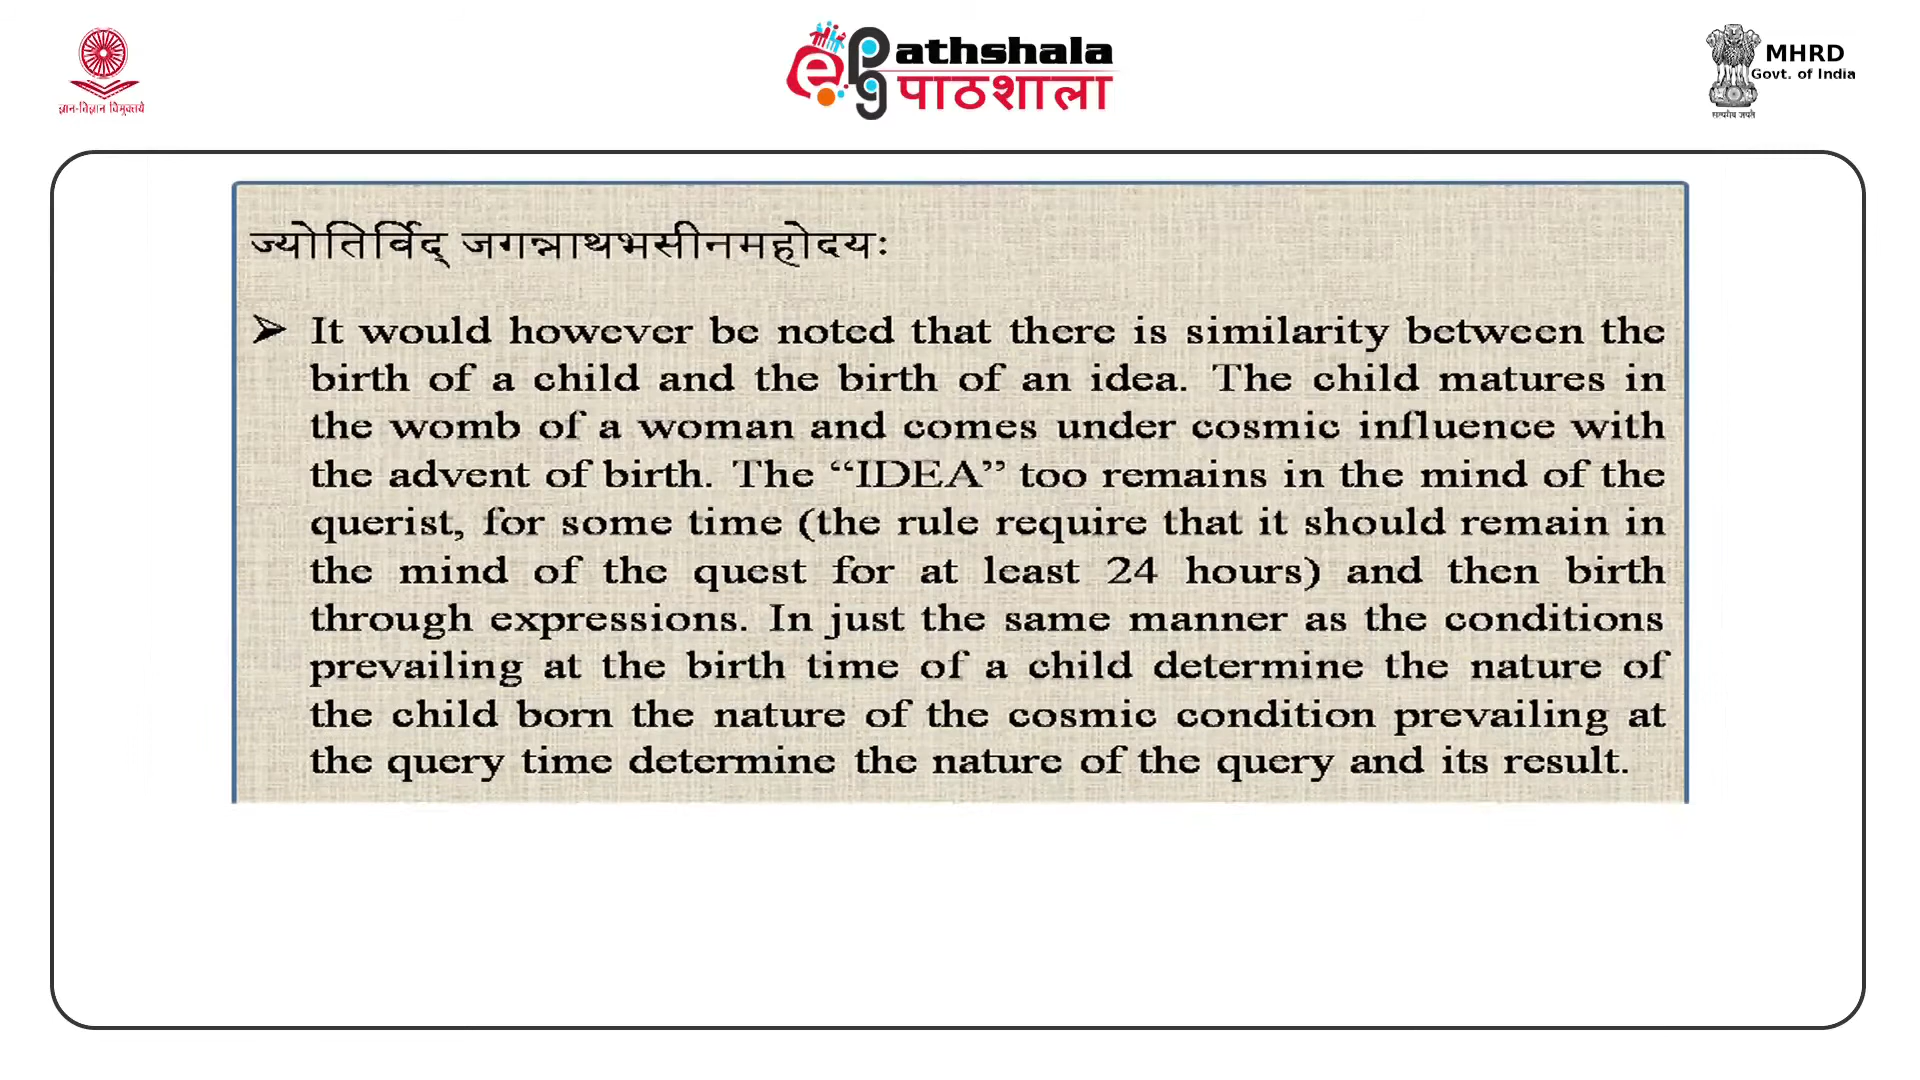 ज्ञान-विज्ञान विमुक्तये
ePGathshala
पाठशाला
MHRD
Govt. of India
सत्यमेव जयते
ज्योतिर्विद् जगन्नाथभसीनमहोदयः
➢ It would however be noted that there is similarity between the
birth of a child and the birth of an idea. The child matures in
the womb of a woman and comes under cosmic influence with
the advent of birth. The “IDEA” too remains in the mind of the
querist, for some time (the rule require that it should remain in
the mind of the quest for at least 24 hours) and then birth
through expressions. In just the same manner as the conditions
prevailing at the birth time of a child determine the nature of
the child born the nature of the cosmic condition prevailing at
the query time determine the nature of the query and its result.